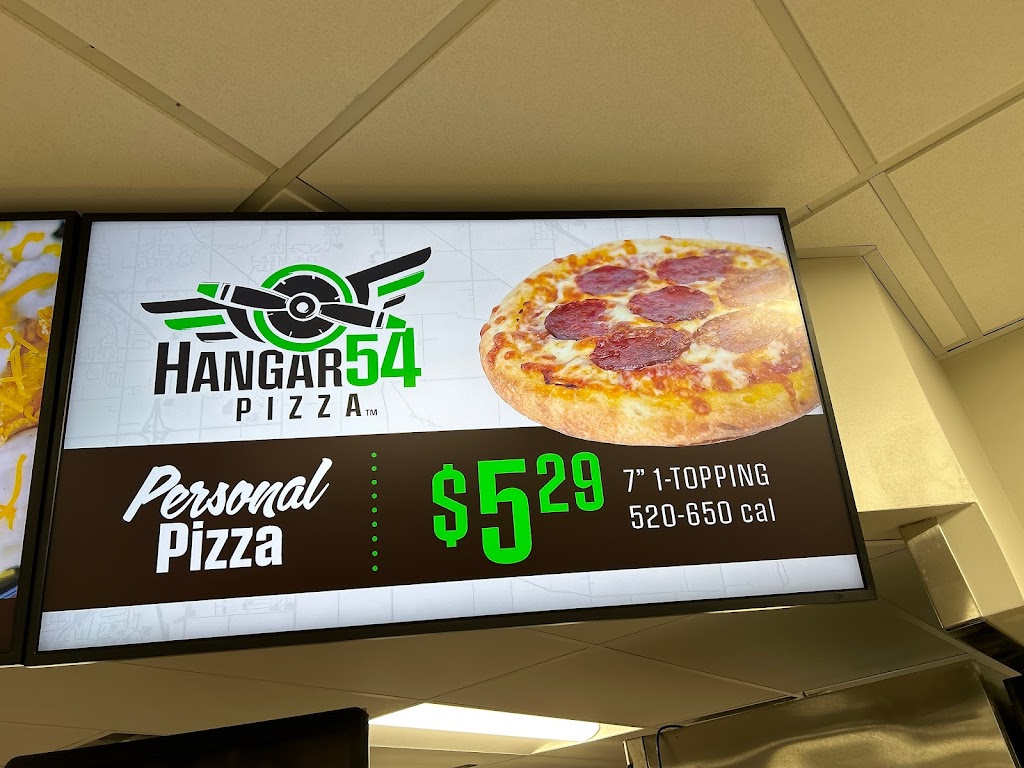 HANGAR54
PIZZA™
Personal
Pizza
$5.29
7" 1-TOPPING
520-650 cal